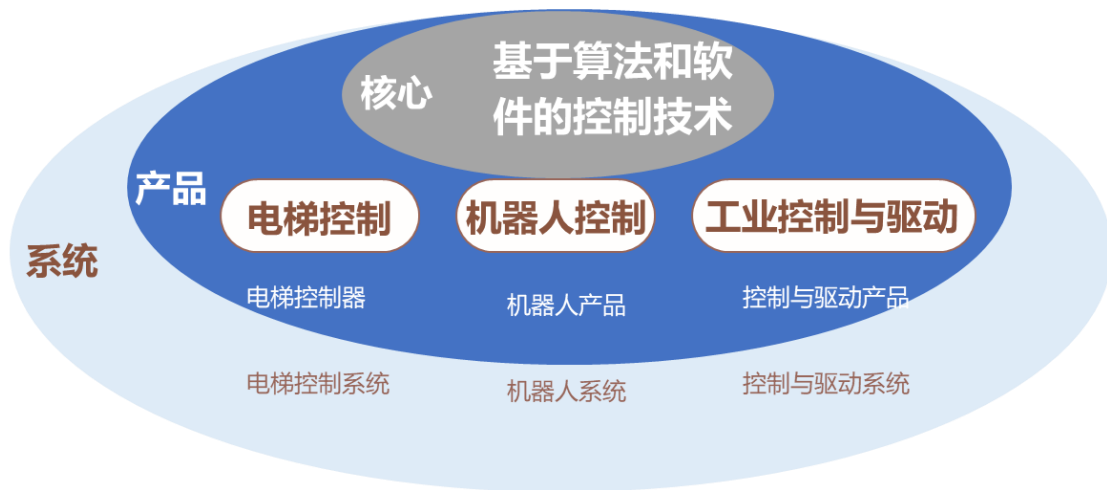 核心
基于算法和软
件的控制技术
产品
电梯控制
机器人控制
工业控制与驱动
系统
电梯控制器
机器人产品
控制与驱动产品
电梯控制系统
机器人系统
控制与驱动系统